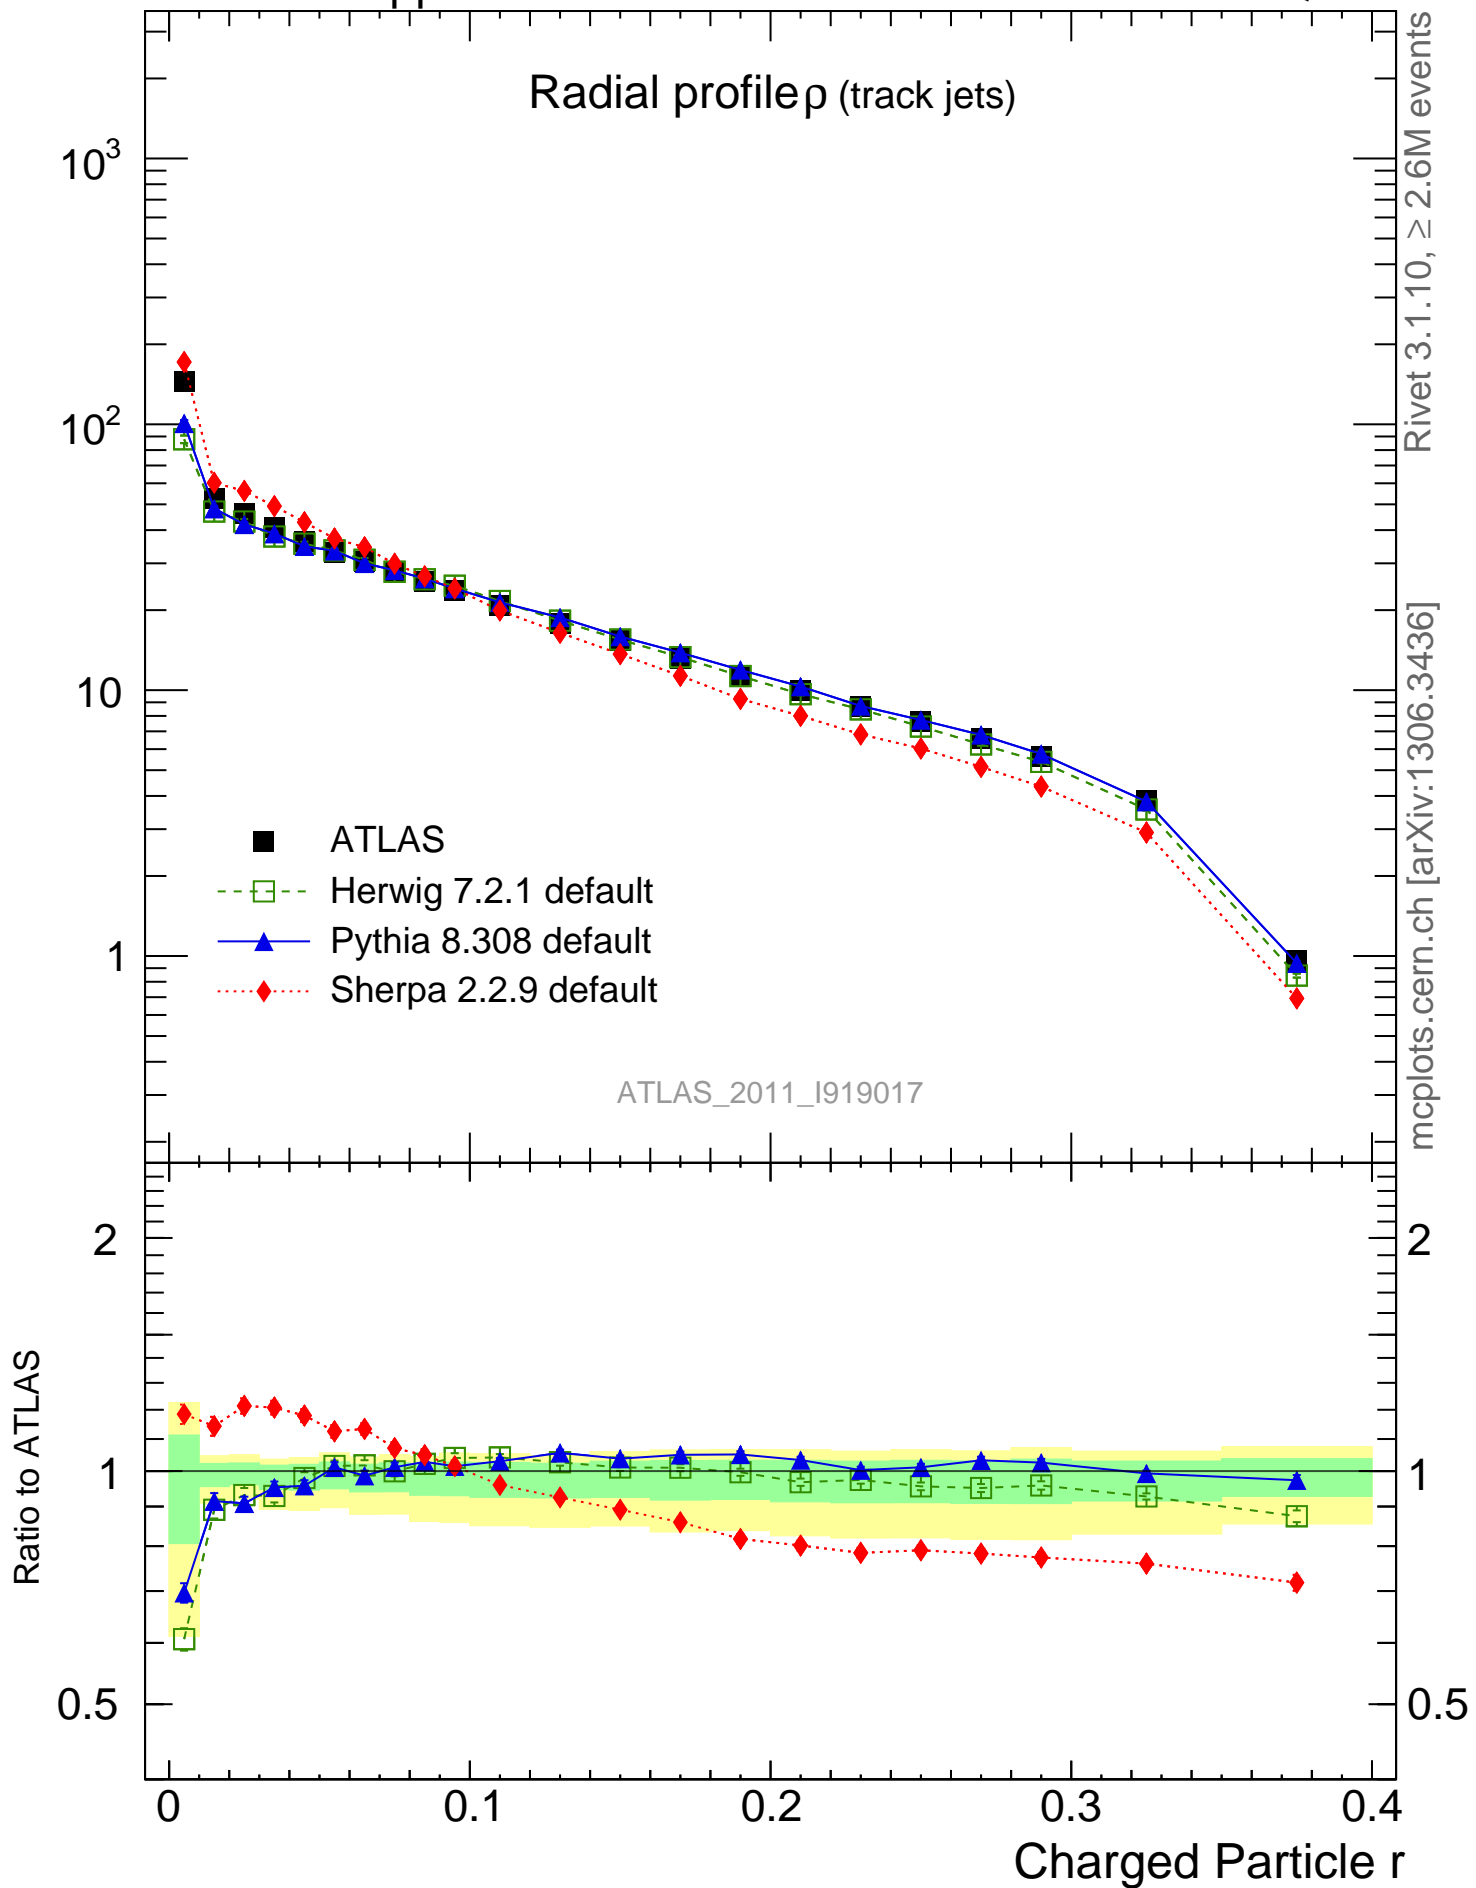 pp
Radial profile ρ (track jets)
10³
10²
10
1
ATLAS
Herwig 7.2.1 default
Pythia 8.308 default
Sherpa 2.2.9 default
ATLAS_2011_I919017
Rivet 3.1.10, ≥ 2.6M events
mcplots.cern.ch [arXiv:1306.3436]
Ratio to ATLAS
2
1
0.5
2
1
0.5
0 0.1 0.2 0.3 0.4
Charged Particle r